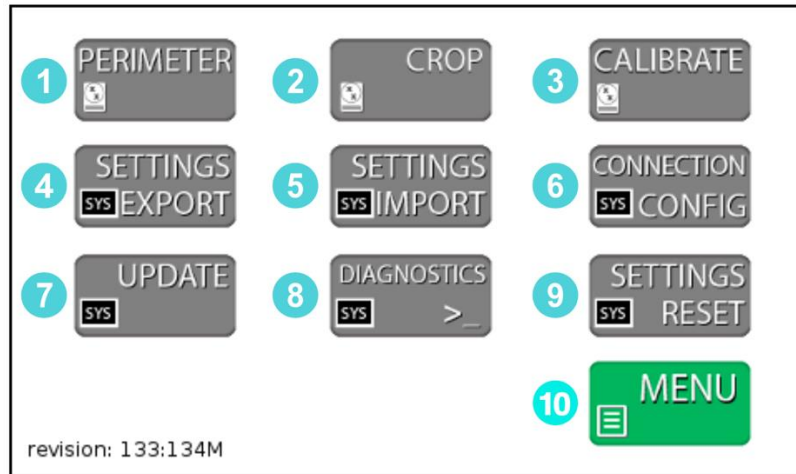 1 PERIMETER
2 CROP
3 CALIBRATE
4 SETTINGS
SYS EXPORT
5 SETTINGS
SYS IMPORT
6 CONNECTION
SYS CONFIG
7 UPDATE
SYS
8 DIAGNOSTICS
SYS >_
9 SETTINGS
SYS RESET
10 MENU
revision: 133:134M